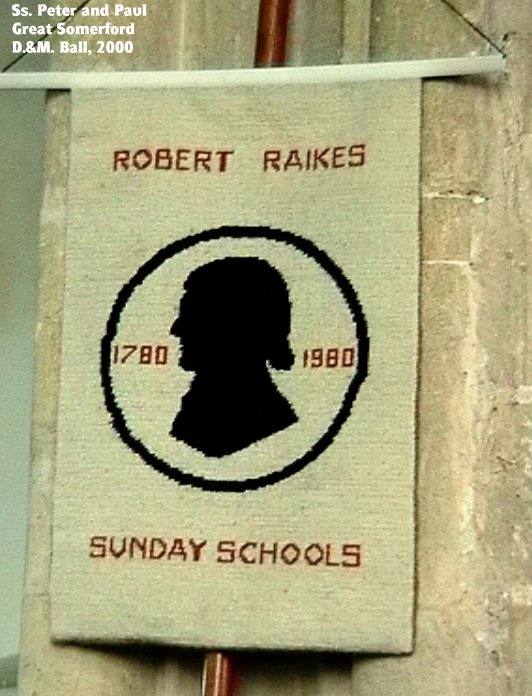 Ss. Peter and Paul
Great Somerford
D.&M. Ball, 2000
ROBERT RAIKES
1780 1980
SUNDAY SCHOOLS